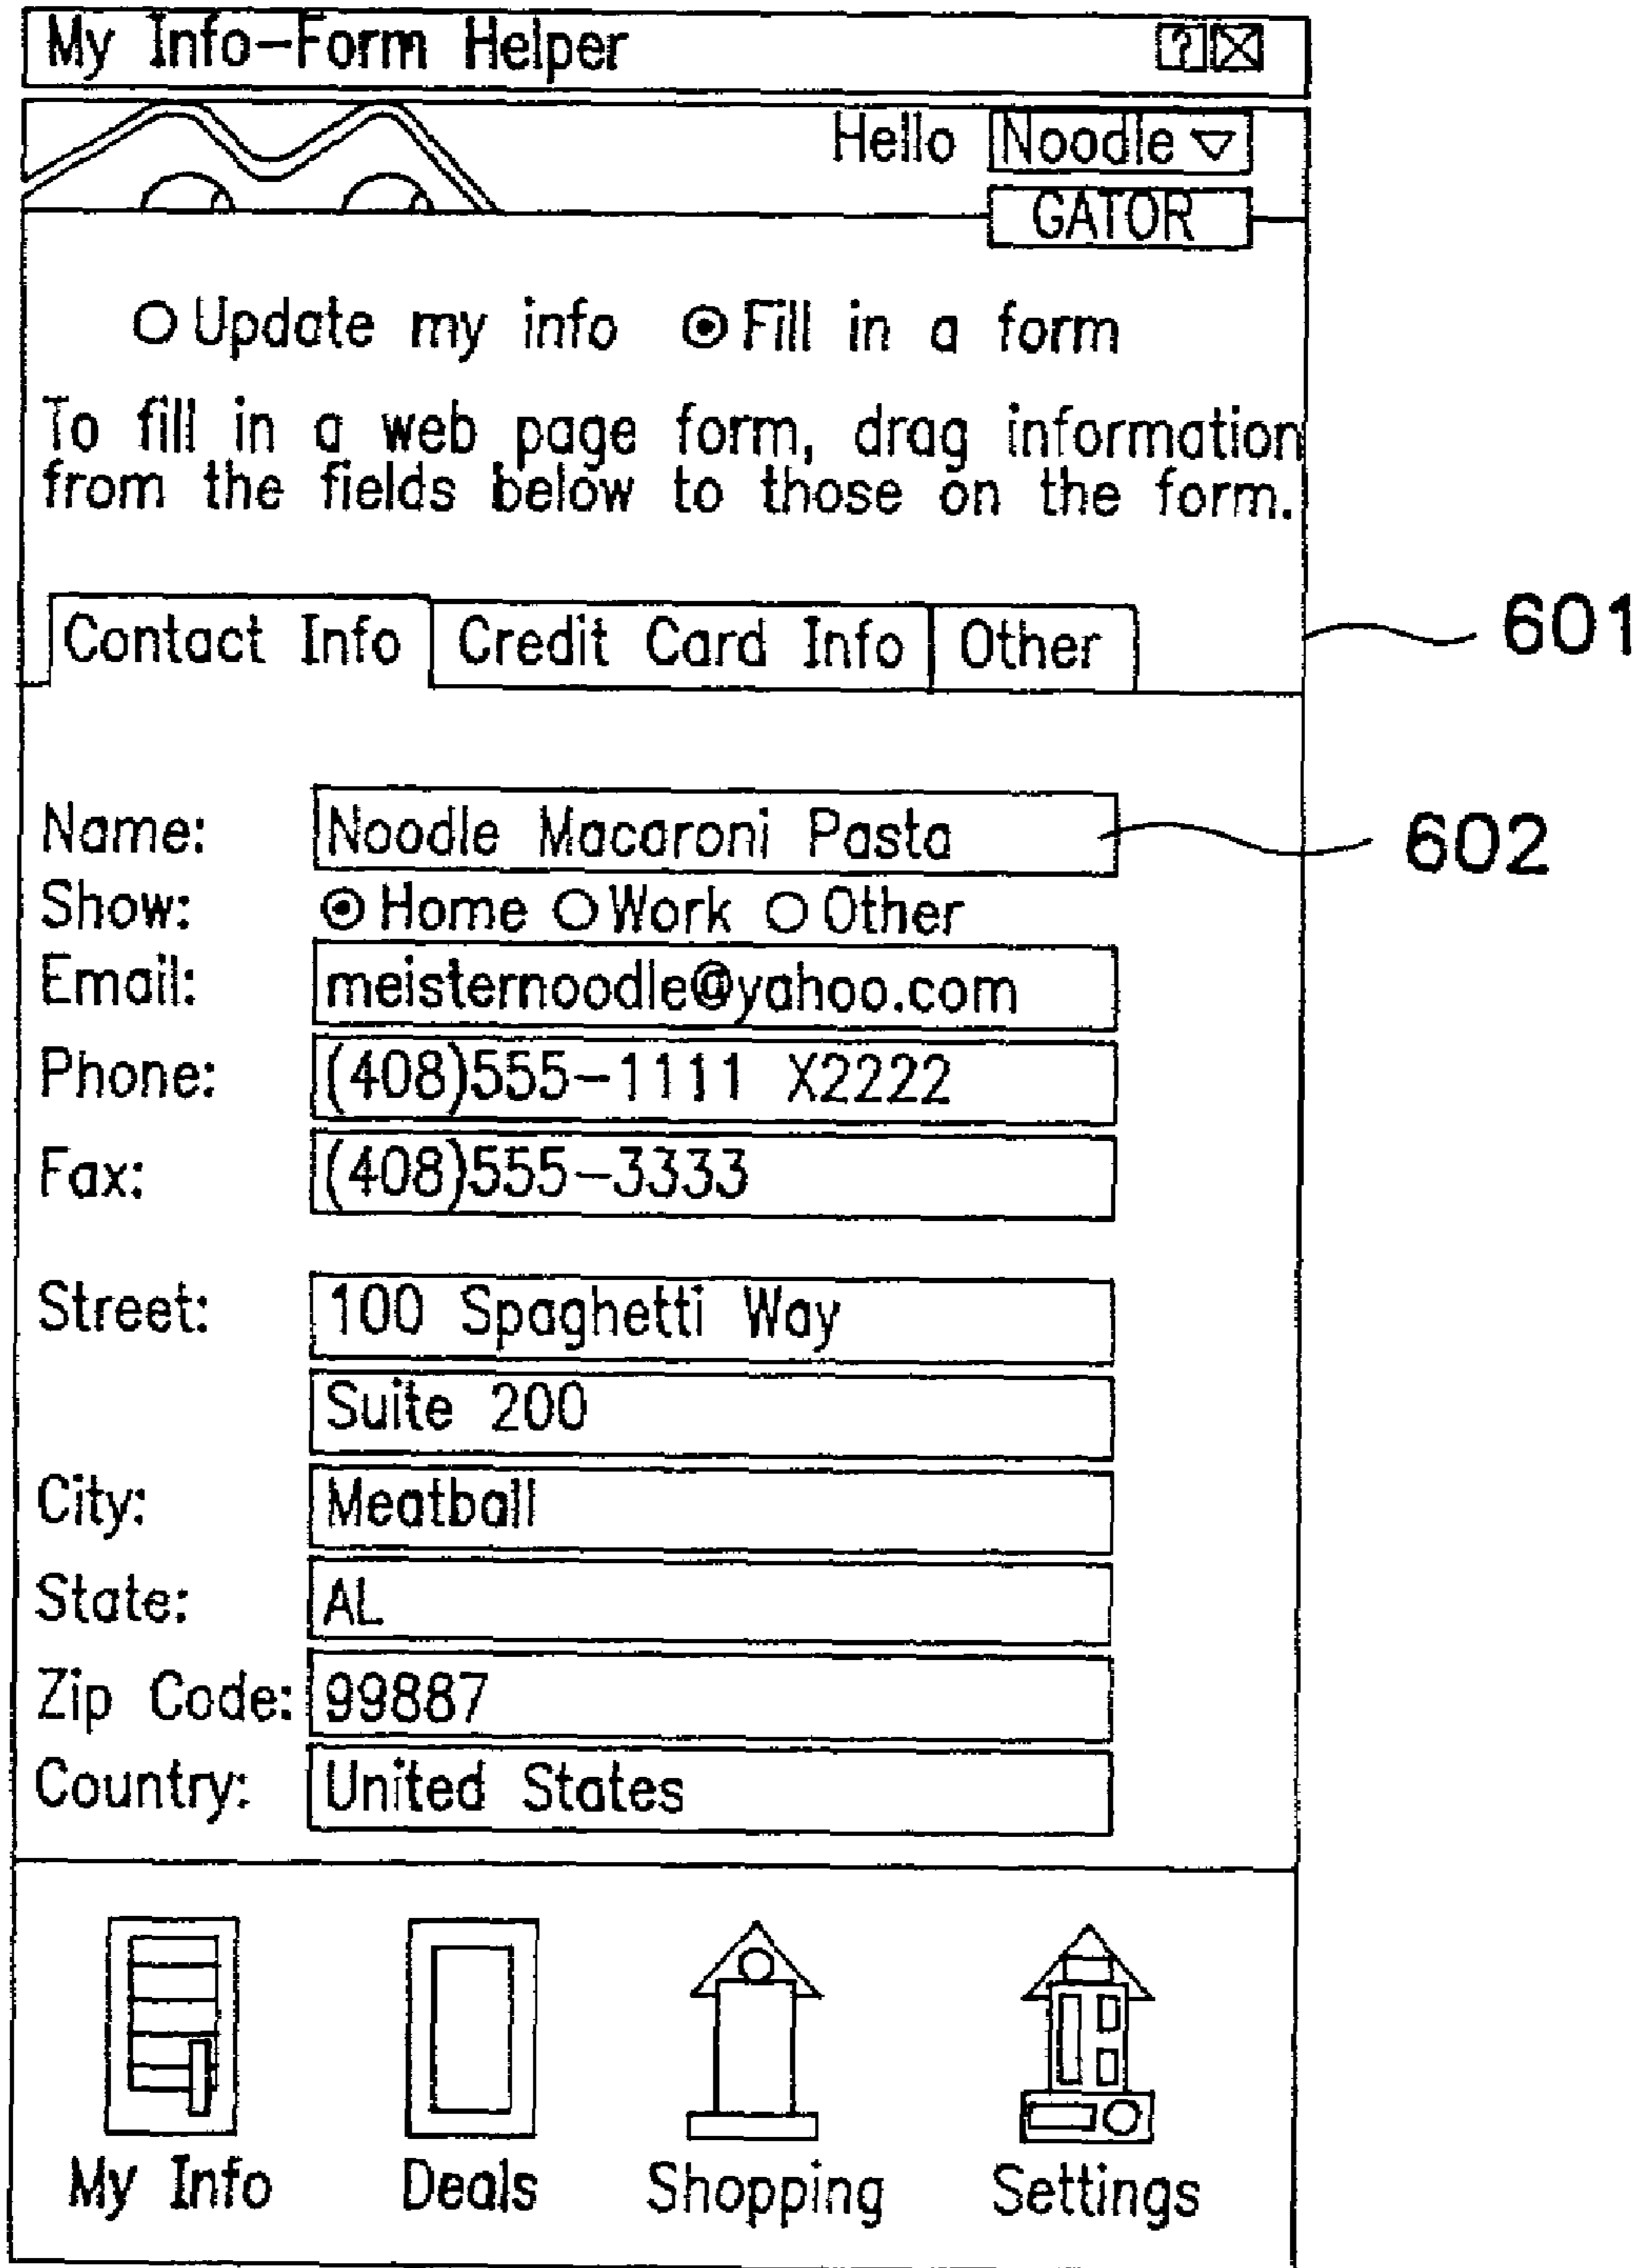 My Info-Form Helper
Hello Noodle
GATOR
Update my info Fill in a form
To fill in a web page form, drag information
from the fields below to those on the form.
Contact Info Credit Card Info Other
601
Name: Noodle Macaroni Pasta
602
Show: Home Work Other
Email: meisternoodle@yahoo.com
Phone: (408)555-1111 X2222
Fax: (408)555-3333
Street: 100 Spaghetti Way
Suite 200
City: Meatball
State: AL
Zip Code: 99887
Country: United States
My Info Deals Shopping Settings